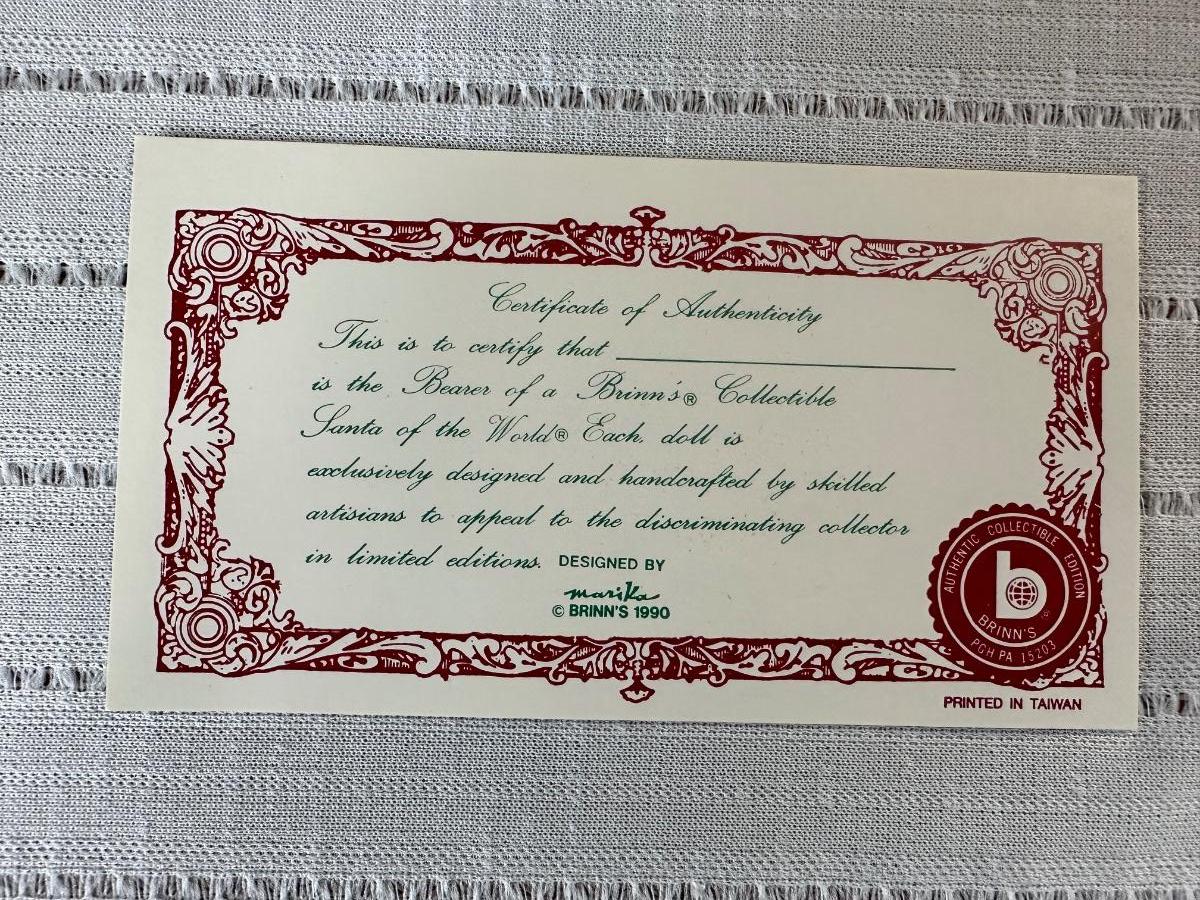 Certificate of Authenticity
This is to certify that
is the Bearer of a Brinn's® Collectible
Santa of the World® Each. doll is
exclusively designed and handcrafted by skilled
artisians to appeal to the discriminating collector
in limited editions. DESIGNED BY
marika
© BRINN'S 1990
AUTHENTIC COLLECTIBLE EDITION
b
BRINN'S
PGH PA 15203
PRINTED IN TAIWAN